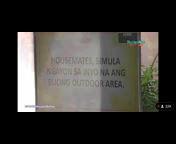 HOUSEMATES, SIMULA
NGAYON SA INYO NA ANG
BUONG OUTDOOR AREA.